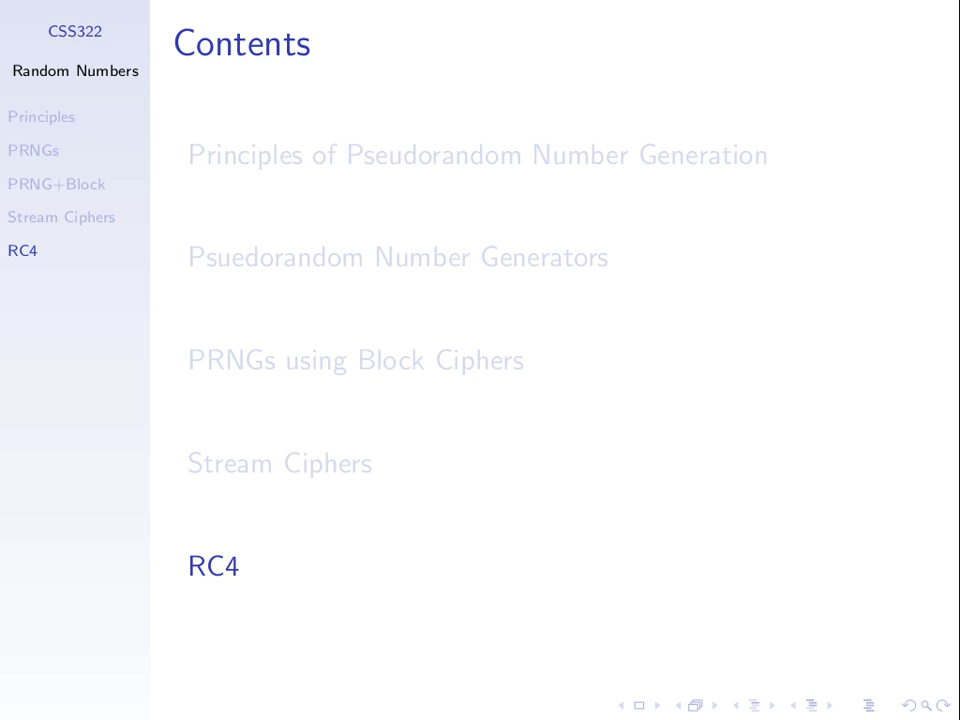 CSS322
Random Numbers
Principles
PRNGs
PRNG+Block
Stream Ciphers
RC4
Contents
Principles of Pseudorandom Number Generation
Psuedorandom Number Generators
PRNGs using Block Ciphers
Stream Ciphers
RC4